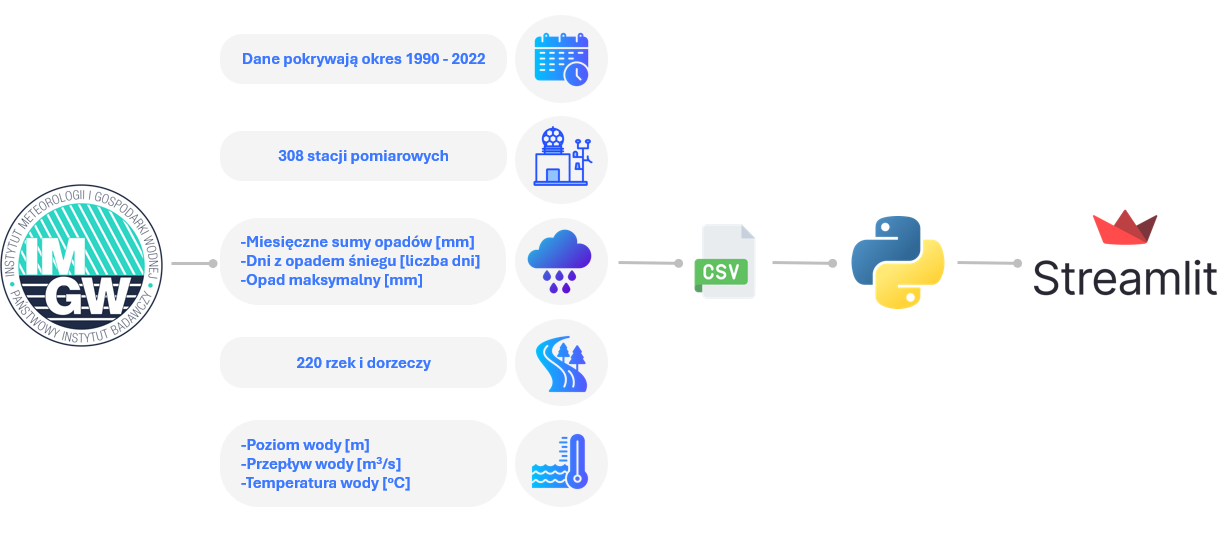 INSTYTUT METEOROLOGII I GOSPODARKI WODNEJ
IM
GW
PAŃSTWOWY INSTYTUT BADAWCZY
Dane pokrywają okres 1990 - 2022
308 stacji pomiarowych
-Miesięczne sumy opadów [mm]
-Dni z opadem śniegu [liczba dni]
-Opad maksymalny [mm]
220 rzek i dorzeczy
-Poziom wody [m]
-Przepływ wody [m³/s]
-Temperatura wody [ºC]
CSV
Streamlit